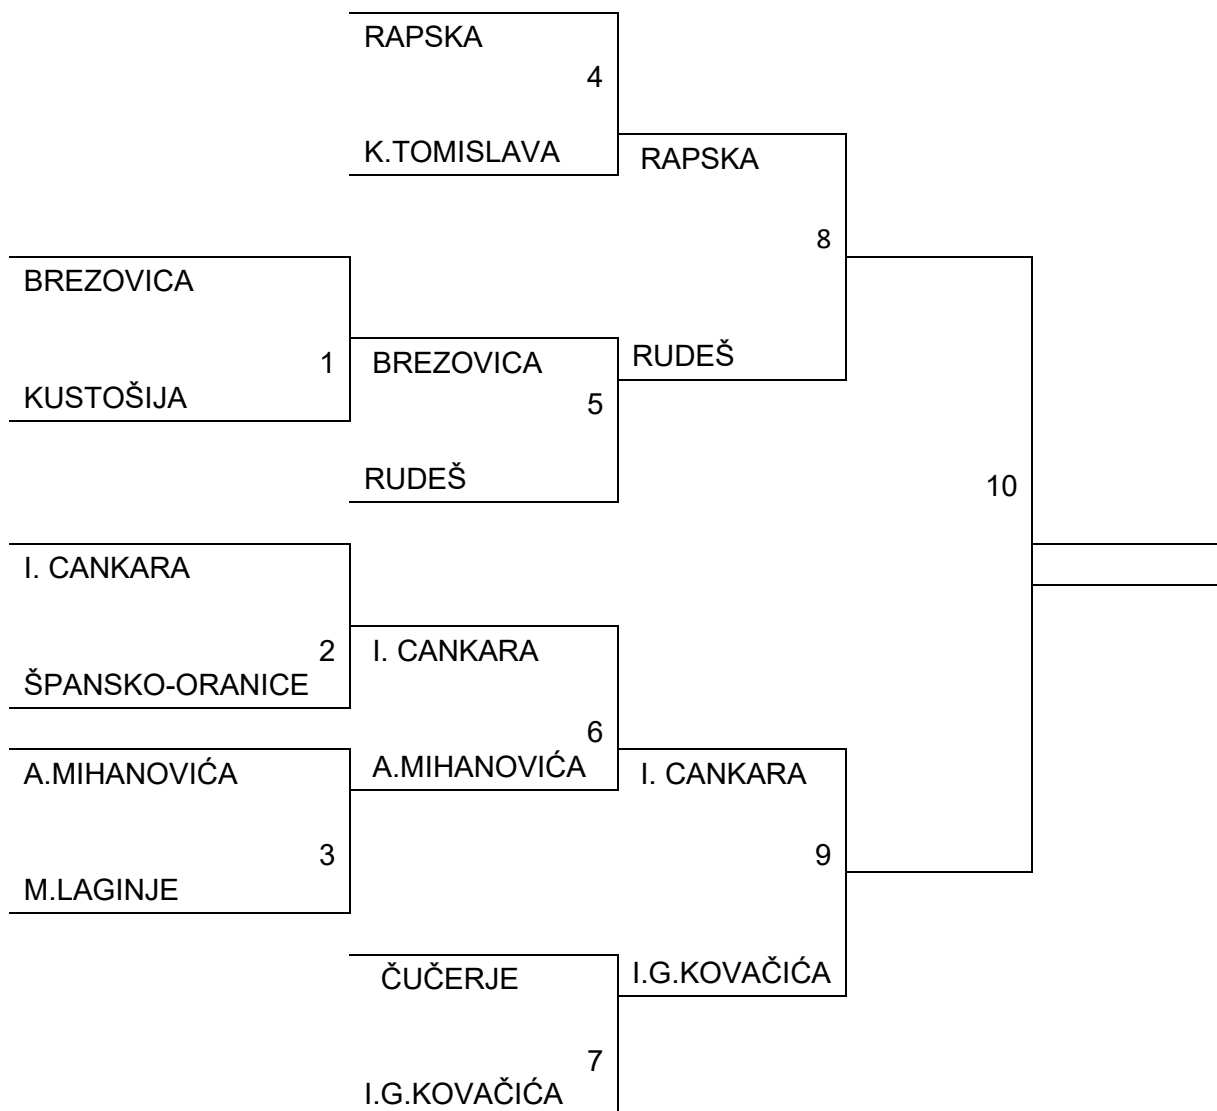 RAPSKA
4
K.TOMISLAVA
RAPSKA
8
BREZOVICA
1
BREZOVICA
RUDEŠ
KUSTOŠIJA
5
RUDEŠ
10
I. CANKARA
2
I. CANKARA
ŠPANSKO-ORANICE
6
A.MIHANOVIĆA
A.MIHANOVIĆA
I. CANKARA
3
9
M.LAGINJE
ČUČERJE
I.G.KOVAČIĆA
7
I.G.KOVAČIĆA